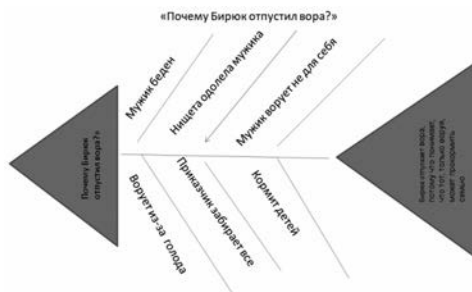 «Почему Бирюк отпустил вора?»
Мужик беден
Нищета одолела мужика
Мужик ворует не для себя
Почему Бирюк
отпустил вора?»
Ворует из-за
голода
Приказчик забирает все
Кормит детей
Бирюк отпускает вора,
потому что понимает,
что тот, только воруя,
может прокормить
семью